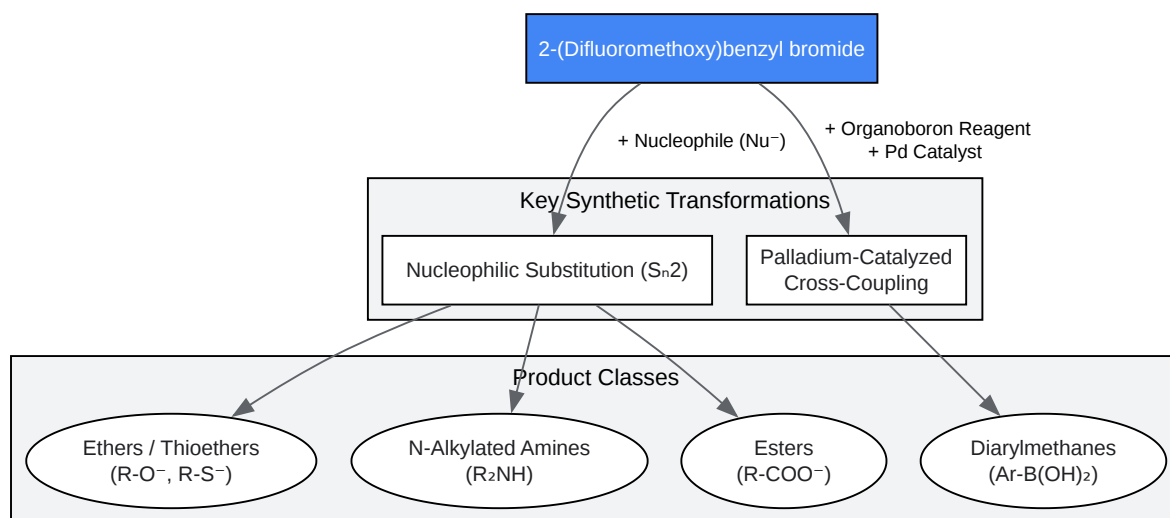 2-(Difluoromethoxy)benzyl bromide
+ Nucleophile (Nu⁻)
+ Organoboron Reagent
+ Pd Catalyst
Key Synthetic Transformations
Nucleophilic Substitution (Sₙ2)
Palladium-Catalyzed
Cross-Coupling
Product Classes
Ethers / Thioethers
(R-O⁻, R-S⁻)
N-Alkylated Amines
(R₂NH)
Esters
(R-COO⁻)
Diarylmethanes
(Ar-B(OH)₂)